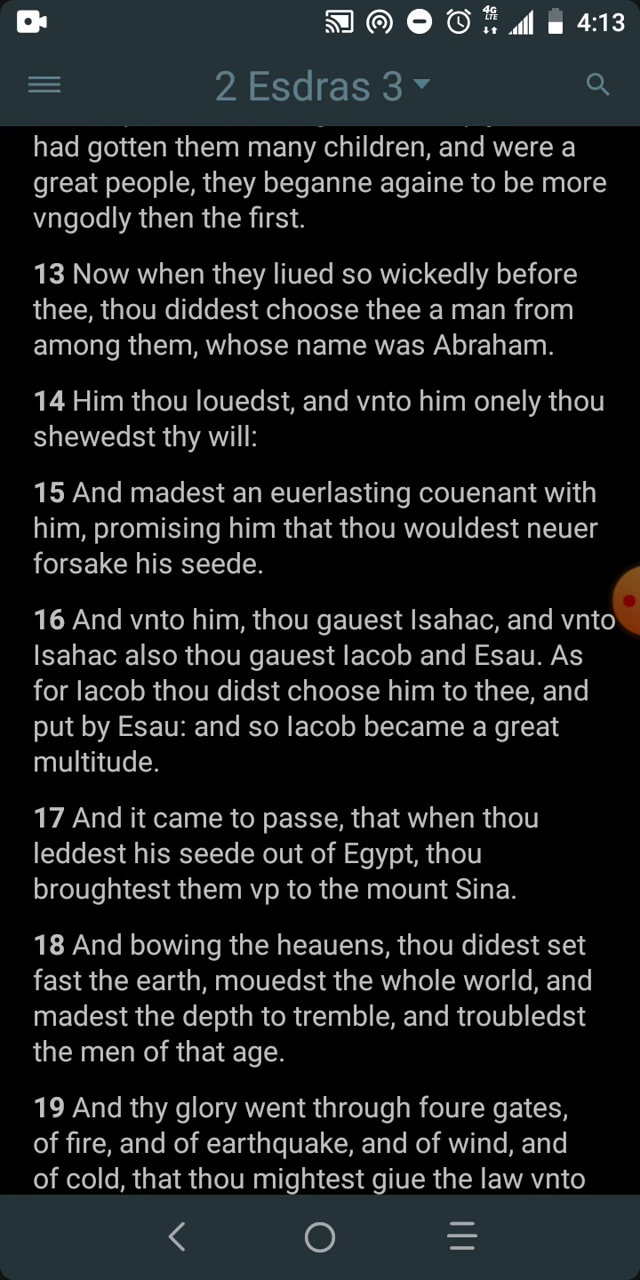 4G
LTE
4:13
2 Esdras 3
had gotten them many children, and were a
great people, they beganne againe to be more
vngodly then the first.
13 Now when they liued so wickedly before
thee, thou diddest choose thee a man from
among them, whose name was Abraham.
14 Him thou louedst, and vnto him onely thou
shewedst thy will:
15 And madest an euerlasting couenant with
him, promising him that thou wouldest neuer
forsake his seede.
16 And vnto him, thou gauest Isahac, and vnto
Isahac also thou gauest Iacob and Esau. As
for Iacob thou didst choose him to thee, and
put by Esau: and so Iacob became a great
multitude.
17 And it came to passe, that when thou
leddest his seede out of Egypt, thou
broughtest them vp to the mount Sina.
18 And bowing the heauens, thou didest set
fast the earth, mouedst the whole world, and
madest the depth to tremble, and troubledst
the men of that age.
19 And thy glory went through foure gates,
of fire, and of earthquake, and of wind, and
of cold, that thou mightest giue the law vnto